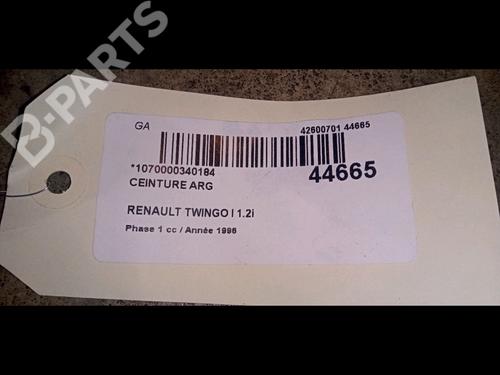 B-PARTS
GA
42600701 44665
*1070000340184
44665
CEINTURE ARG
RENAULT TWINGO I 1.2i
Phase 1 cc / Année 1996